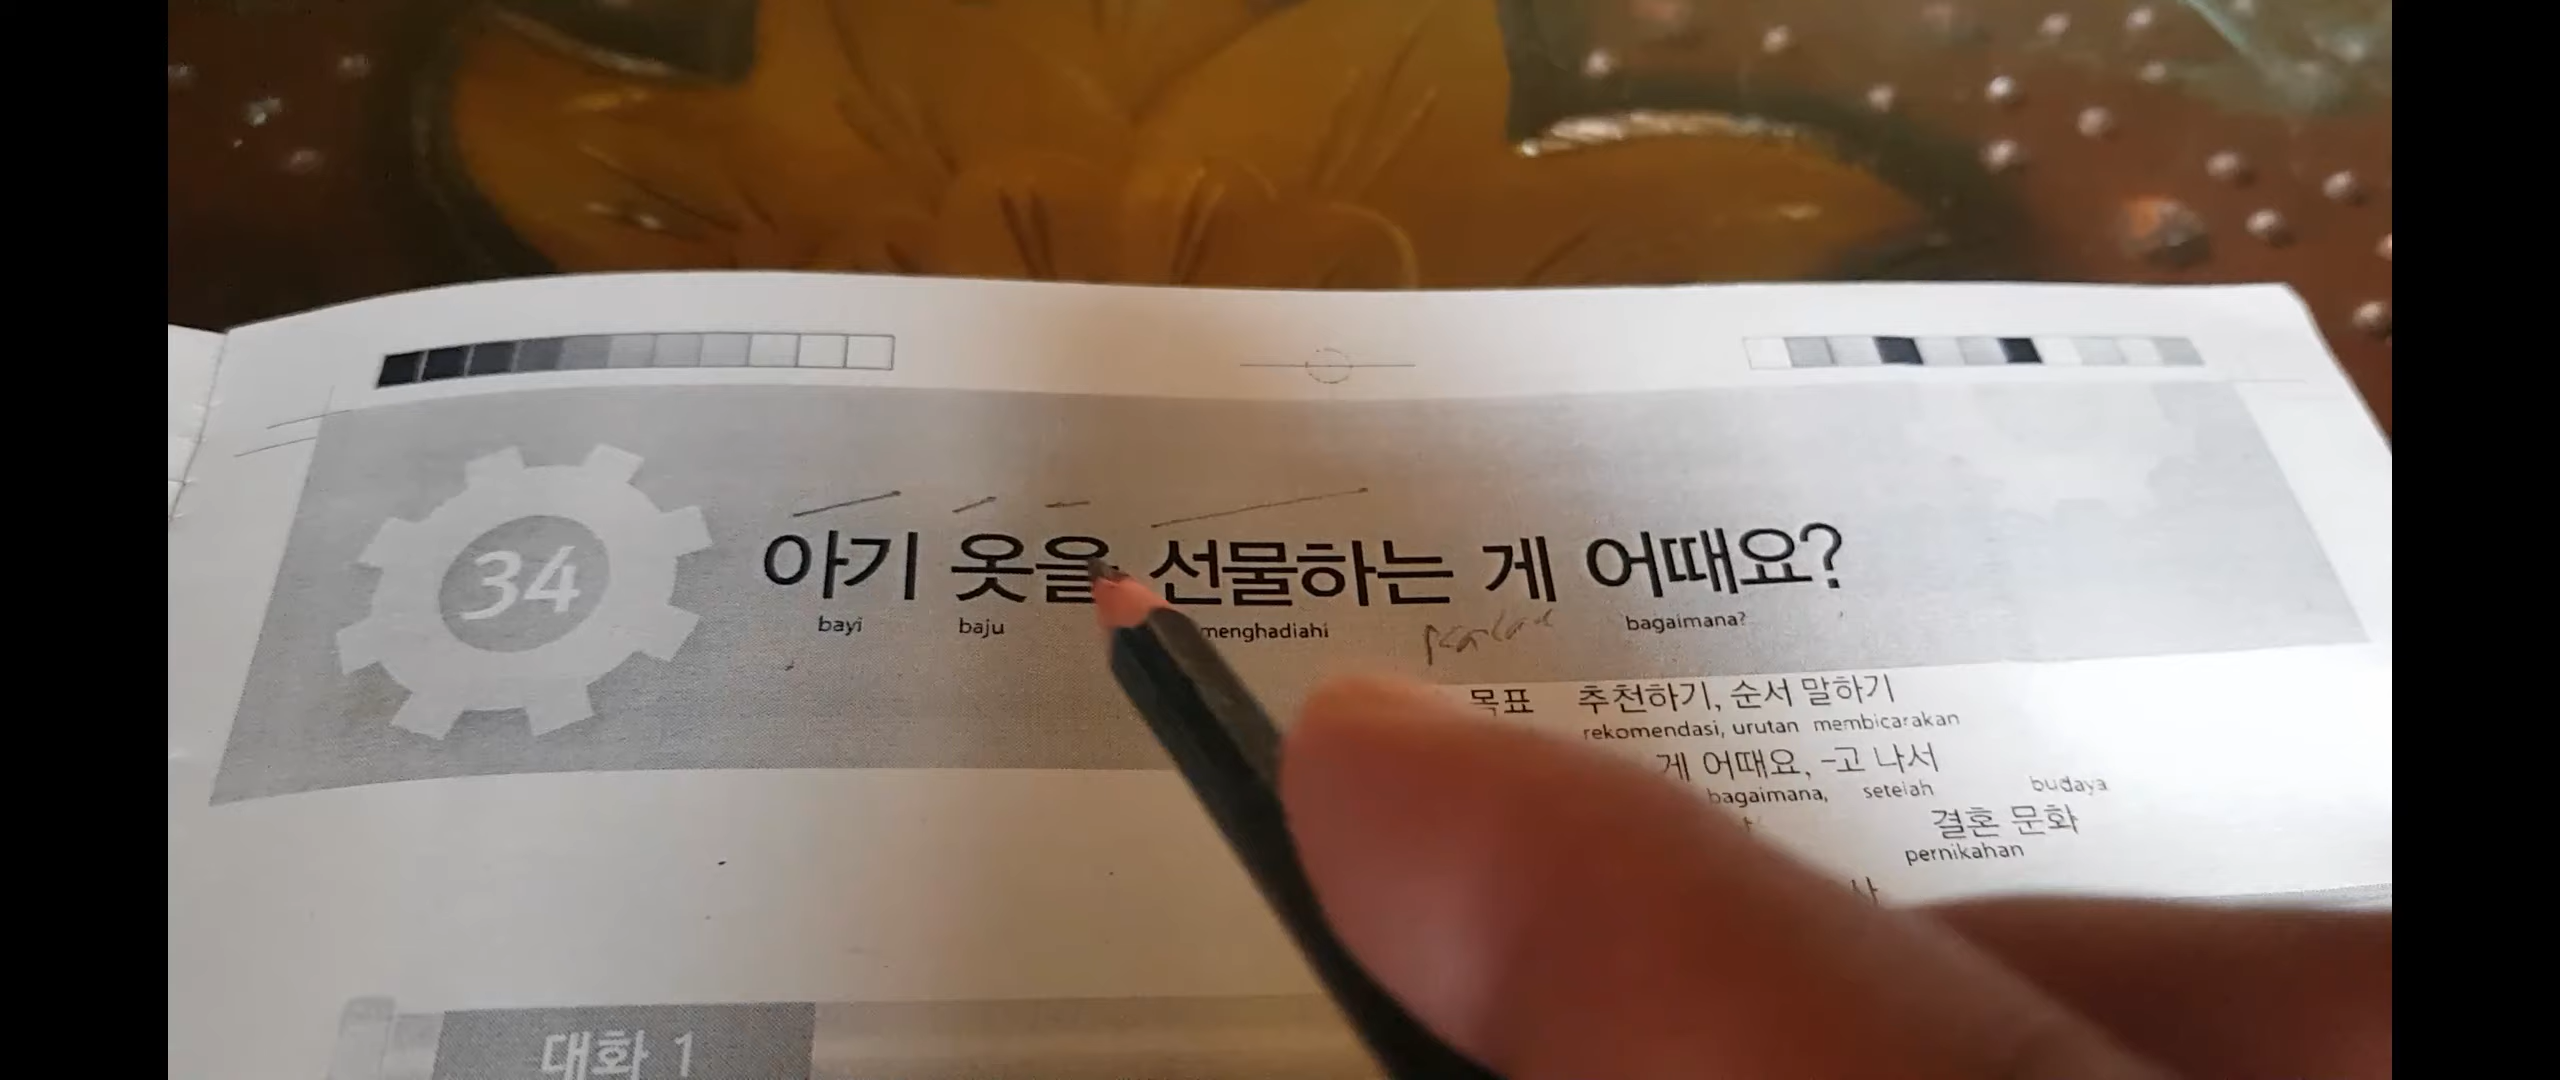 34
아기 옷을 선물하는 게 어때요?
bayi baju menghadiahi bagaimana?
목표 추천하기, 순서 말하기
rekomendasi, urutan membicarakan
게 어때요, -고 나서
bagaimana, setelah budaya
결혼 문화
pernikahan
사
대화 1